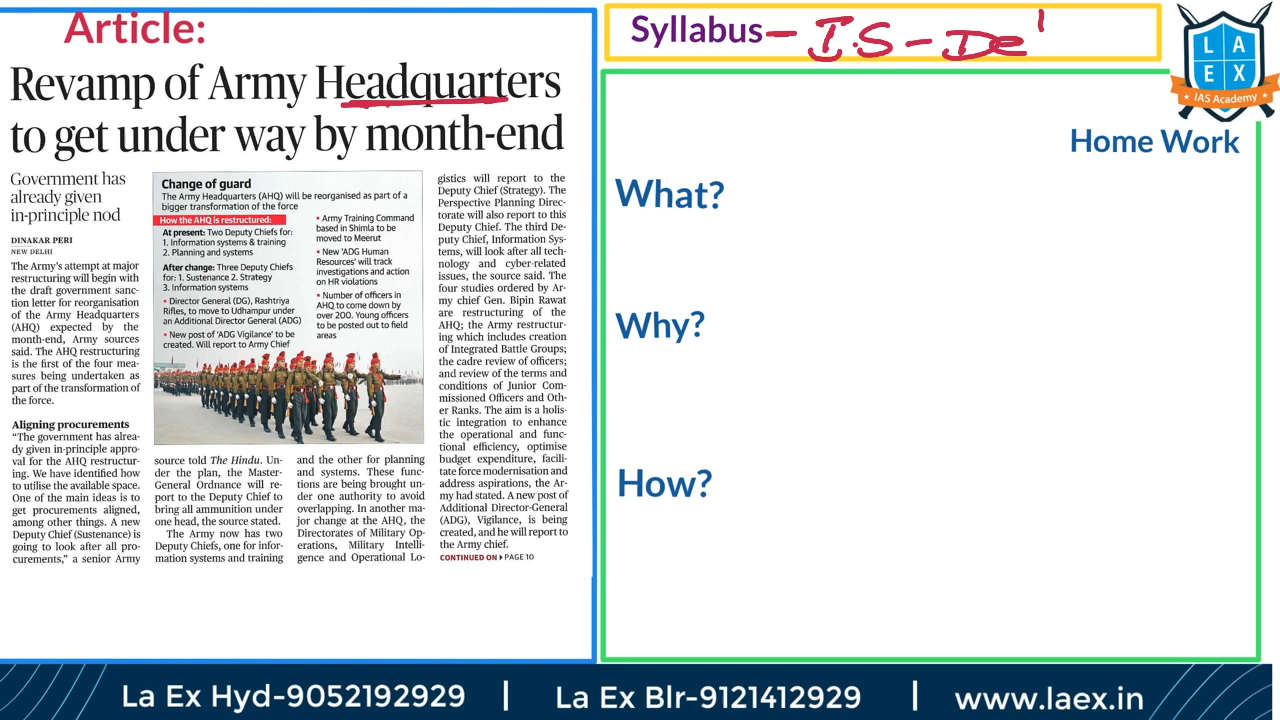 Article:
Revamp of Army Headquarters
to get under way by month-end
Government has
already given
in-principle nod
DINAKAR PERI
NEW DELHI
The Army's attempt at major
restructuring will begin with
the draft government sanc-
tion letter for reorganisation
of the Army Headquarters
(AHQ) expected by the
month-end, Army sources
said. The AHQ restructuring
is the first of the four mea-
sures being undertaken as
part of the transformation of
the force.
Aligning procurements
“The government has alrea-
dy given in-principle appro-
val for the AHQ restructur-
ing. We have identified how
to utilise the available space.
One of the main ideas is to
get procurements aligned,
among other things. A new
Deputy Chief (Sustenance) is
going to look after all pro-
curements,” a senior Army
Change of guard
The Army Headquarters (AHQ) will be reorganised as part of a
bigger transformation of the force
How the AHQ is restructured:
At present: Two Deputy Chiefs for:
1. Information systems & training
2. Planning and systems
After change: Three Deputy Chiefs
for: 1. Sustenance 2. Strategy
3. Information systems
▪ Director General (DG), Rashtriya
Rifles, to move to Udhampur under
an Additional Director General (ADG)
▪ New post of 'ADG Vigilance' to be
created. Will report to Army Chief
▪ Army Training Command
based in Shimla to be
moved to Meerut
▪ New 'ADG Human
Resources' will track
investigations and action
on HR violations
▪ Number of officers in
AHQ to come down by
over 200. Young officers
to be posted out to field
areas
source told The Hindu. Un-
der the plan, the Master-
General Ordnance will re-
port to the Deputy Chief to
bring all ammunition under
one head, the source stated.
The Army now has two
Deputy Chiefs, one for infor-
mation systems and training
and the other for planning
and systems. These func-
tions are being brought un-
der one authority to avoid
overlapping. In another ma-
jor change at the AHQ, the
Directorates of Military Op-
erations, Military Intelli-
gence and Operational Lo-
gistics will report to the
Deputy Chief (Strategy). The
Perspective Planning Direc-
torate will also report to this
Deputy Chief. The third De-
puty Chief, Information Sys-
tems, will look after all tech-
nology and cyber-related
issues, the source said. The
four studies ordered by Ar-
my chief Gen. Bipin Rawat
are restructuring of the
AHQ; the Army restructur-
ing which includes creation
of Integrated Battle Groups;
the cadre review of officers;
and review of the terms and
conditions of Junior Com-
missioned Officers and Oth-
er Ranks. The aim is a holis-
tic integration to enhance
the operational and func-
tional efficiency, optimise
budget expenditure, facili-
tate force modernisation and
address aspirations, the Ar-
my had stated. A new post of
Additional Director-General
(ADG), Vigilance, is being
created, and he will report to
the Army chief.
CONTINUED ON ▸ PAGE 10
Syllabus - I.S - De'
LA
EX
IAS Academy
Home Work
What?
Why?
How?
La Ex Hyd-9052192929 | La Ex Blr-9121412929 | www.laex.in